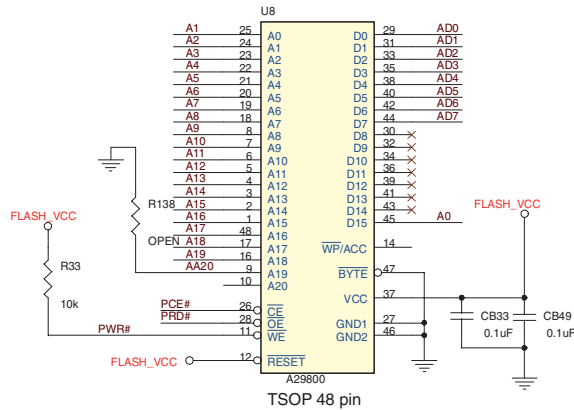 U8
A1 25 A0 D0 29 AD0
A2 24 A1 D1 31 AD1
A3 23 A2 D2 33 AD2
A4 22 A3 D3 35 AD3
A5 21 A4 D4 38 AD4
A6 20 A5 D5 40 AD5
A7 19 A6 D6 42 AD6
A8 18 A7 D7 44 AD7
A9 8 A8 D8 30
A10 7 A9 D9 32
A11 6 A10 D10 34
A12 5 A11 D11 36
A13 4 A12 D12 39
A14 3 A13 D13 41
R138 A15 2 A14 D14 43
FLASH_VCC A16 1 A15 D15 45 A0 FLASH_VCC
A17 48 A16
OPEN A18 17 A17 WP/ACC 14
A19 16 A18
R33 AA20 9 A19 BYTE 47
10 A20
10k VCC 37
PCE# 26 CE
PRD# 28 OE GND1 27 CB33 CB49
PWR# 11 WE GND2 46 0.1uF 0.1uF
FLASH_VCC 12 RESET
A29800
TSOP 48 pin